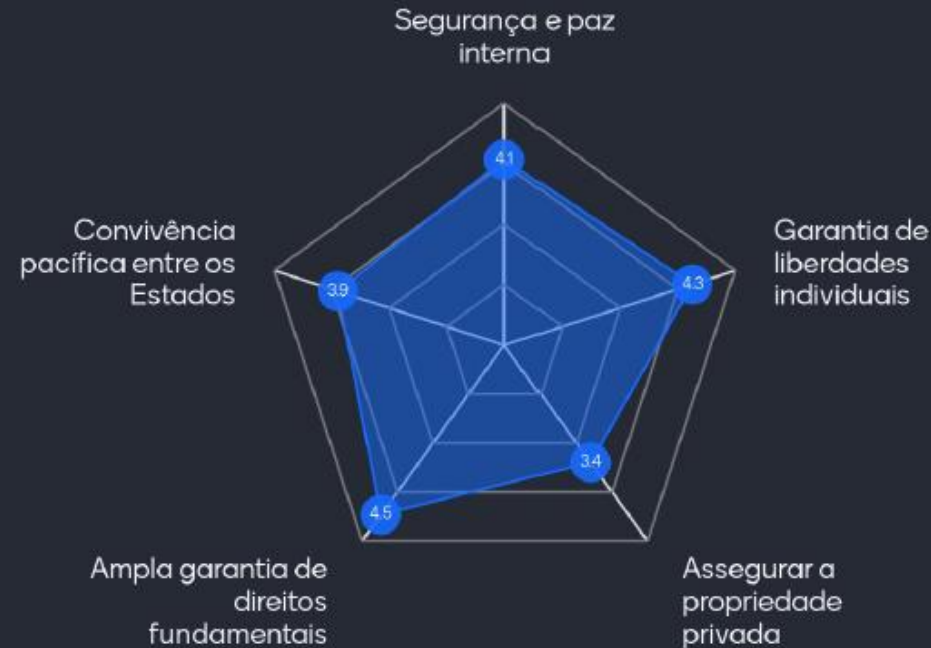 Segurança e paz
interna
4.1
Convivência
pacífica entre os
Estados
3.9
Garantia de
liberdades
individuais
4.3
3.4
4.5
Ampla garantia de
direitos
fundamentais
Assegurar a
propriedade
privada